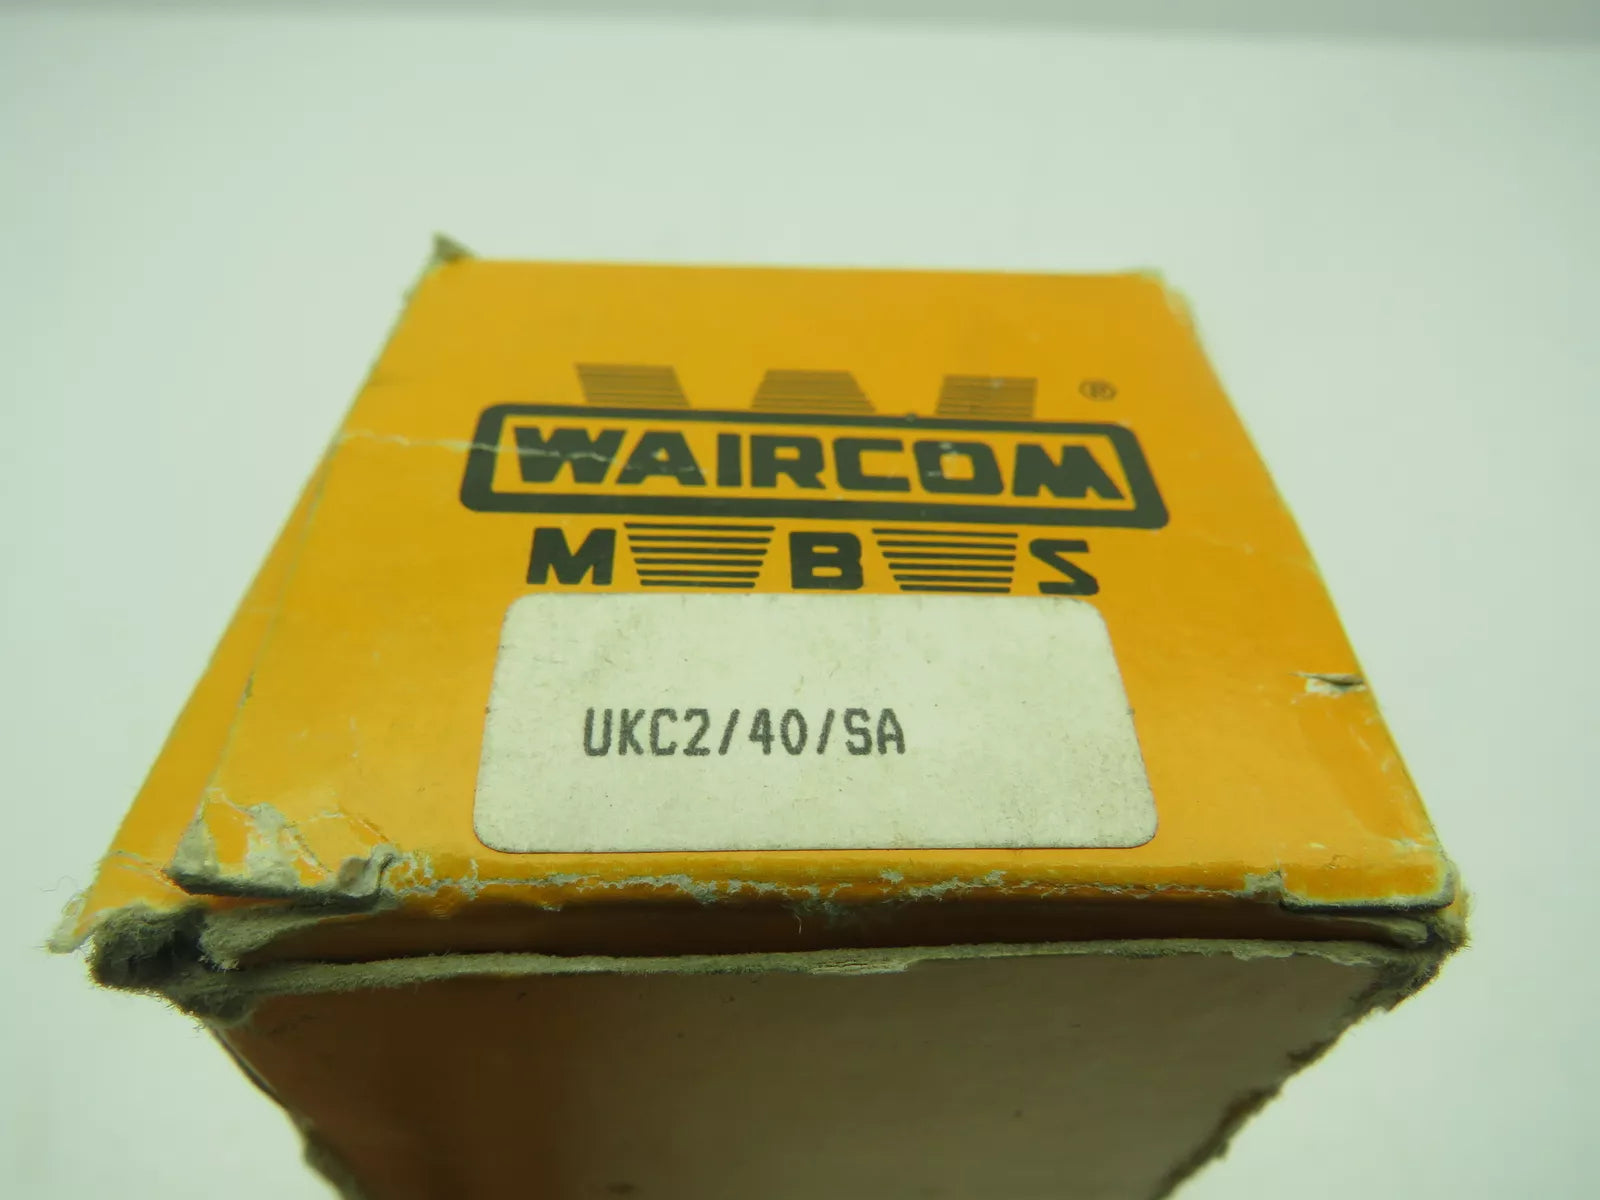 ®
WAIRCOM
M B S
UKC2/40/SA